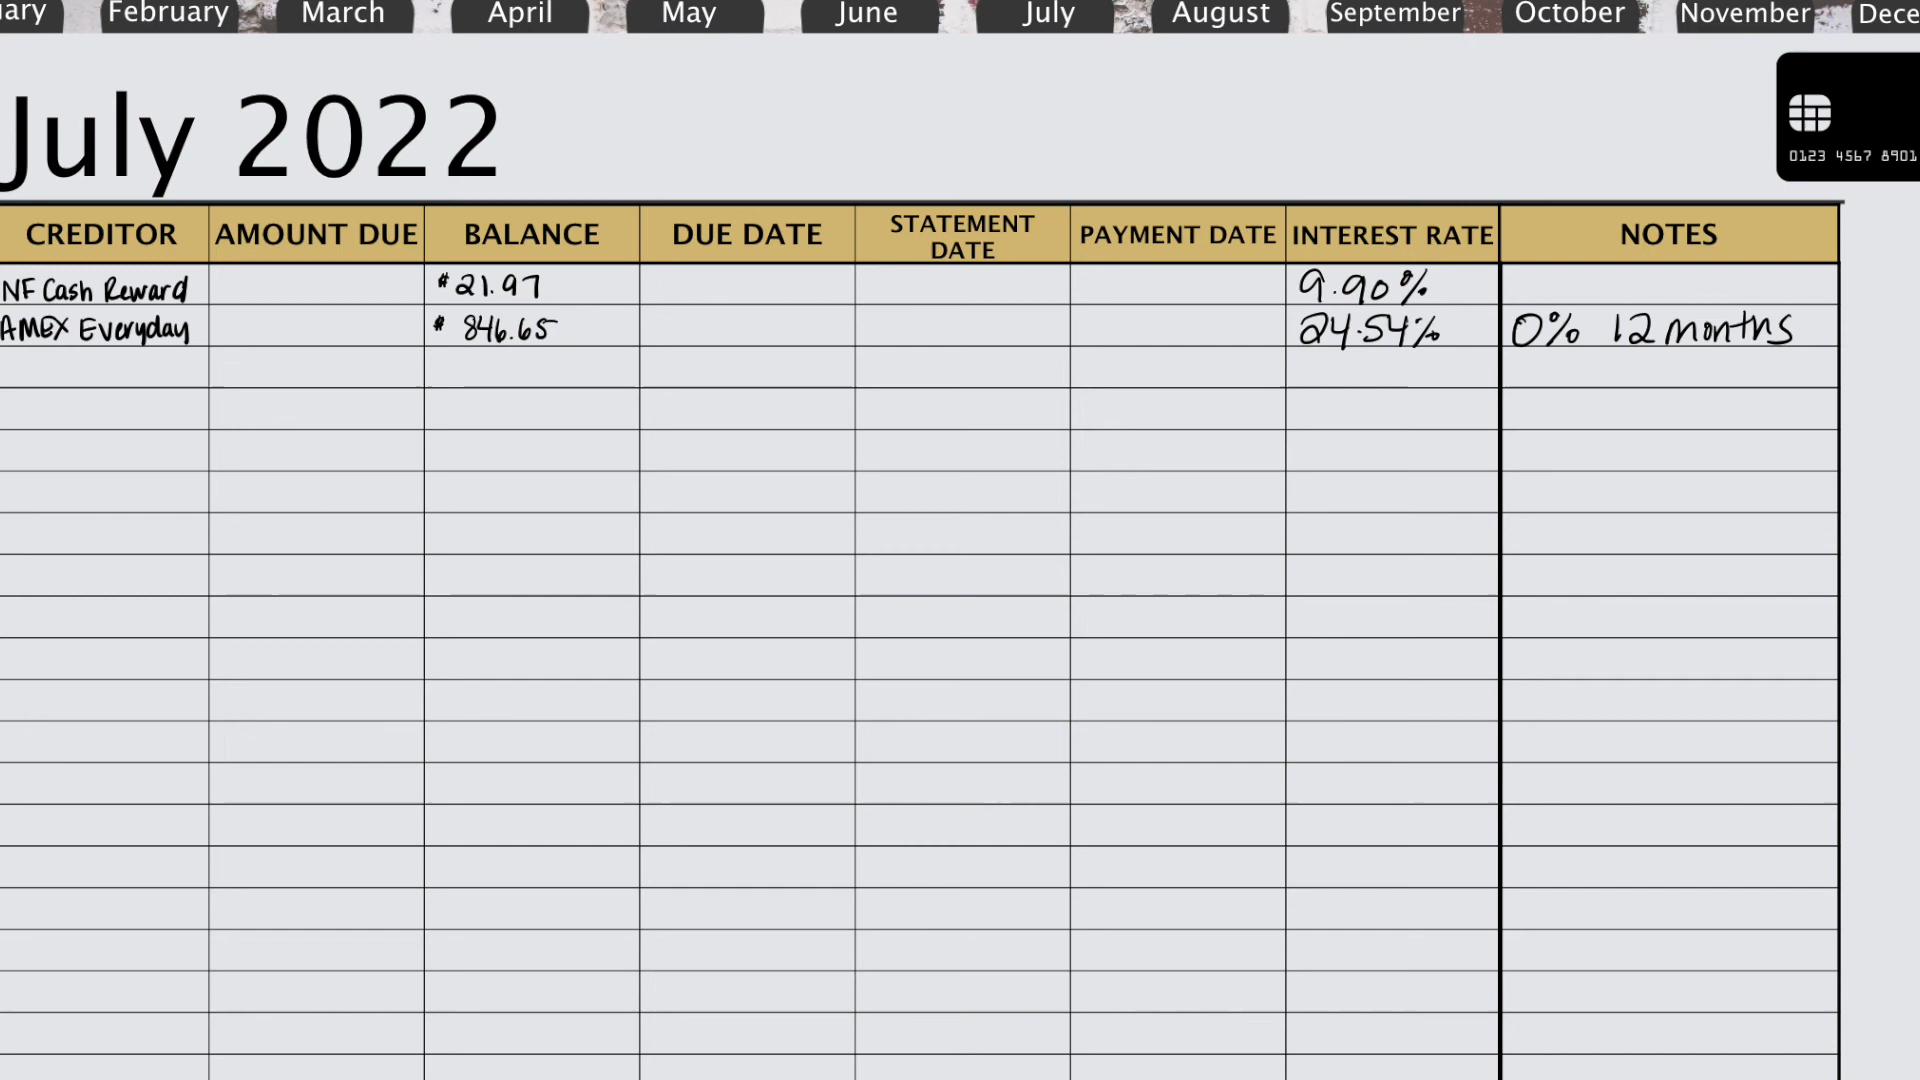 ary February March April May June July August September October November Dece
July 2022
0123 4567 8901
CREDITOR AMOUNT DUE BALANCE DUE DATE STATEMENT DATE PAYMENT DATE INTEREST RATE NOTES
NF Cash Reward $21.97 9.90%
AMEX Everyday $ 846.65 24.54% 0% 12 months